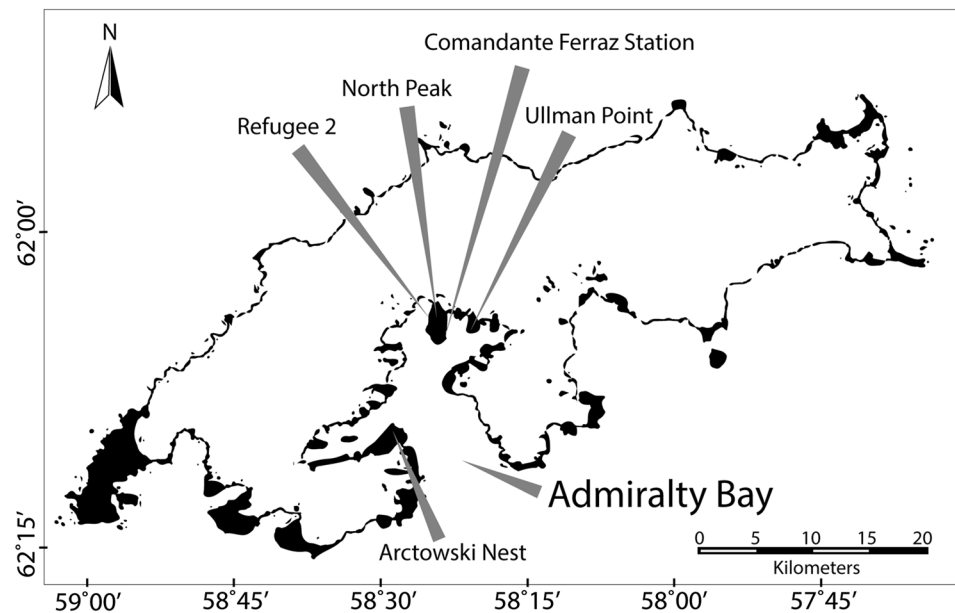 N
Comandante Ferraz Station
North Peak
Ullman Point
Refugee 2
62°00'
Admiralty Bay
0 5 10 15 20
Kilometers
62°15'
Arctowski Nest
59°00' 58°45' 58°30' 58°15' 58°00' 57°45'